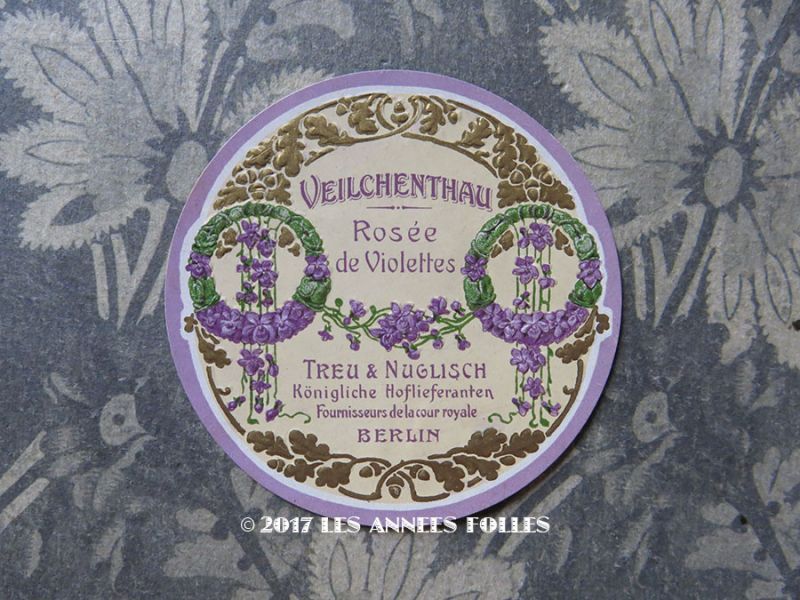 VEILCHENTHAU
Rosée
de Violettes
TREU & NUGLISCH
Königliche Hoflieferanten
Fournisseurs de la cour royale
BERLIN
© 2017 LES ANNEES FOLLES